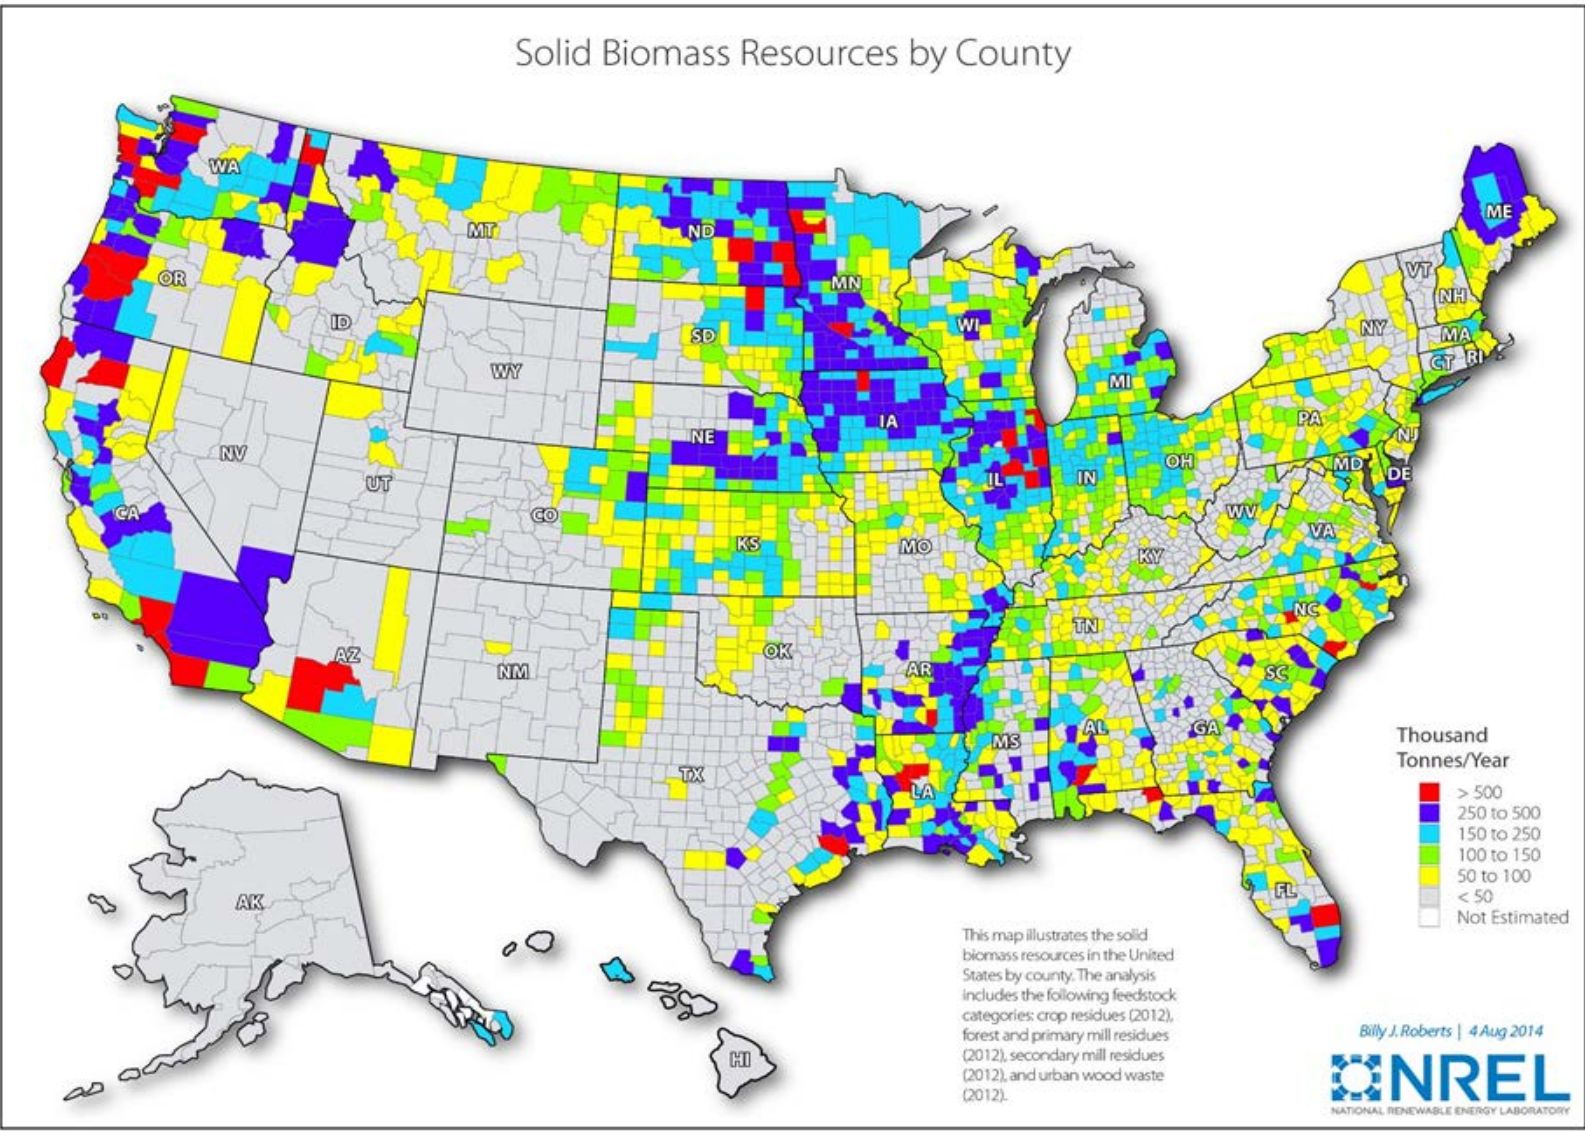 Solid Biomass Resources by County
WA
MT
ND
MN
ME
OR
ID
SD
WI
VT
NH
NY
MA
CT RI
WY
MI
IA
NE
PA
NJ
NV
UT
CO
IL
IN
OH
MD
DE
CA
KS
MO
WV
VA
KY
NC
TN
AZ
NM
OK
AR
SC
MS
AL
GA
TX
LA
FL
AK
HI
Thousand
Tonnes/Year
> 500
250 to 500
150 to 250
100 to 150
50 to 100
< 50
Not Estimated
This map illustrates the solid
biomass resources in the United
States by county. The analysis
includes the following feedstock
categories: crop residues (2012),
forest and primary mill residues
(2012), secondary mill residues
(2012), and urban wood waste
(2012).
Billy J. Roberts | 4 Aug 2014
NREL
NATIONAL RENEWABLE ENERGY LABORATORY